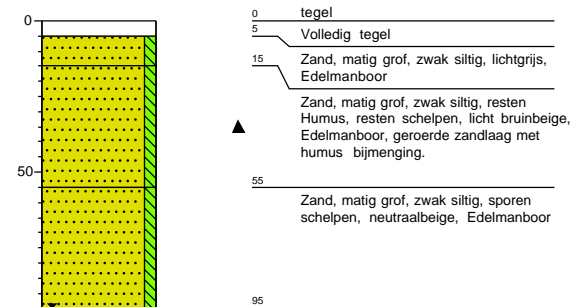 0
0 tegel
5 Volledig tegel
15 Zand, matig grof, zwak siltig, lichtgrijs,
Edelmanboor
Zand, matig grof, zwak siltig, resten
Humus, resten schelpen, licht bruinbeige,
Edelmanboor, geroerde zandlaag met
humus bijmenging.
50
55
Zand, matig grof, zwak siltig, sporen
schelpen, neutraalbeige, Edelmanboor
95